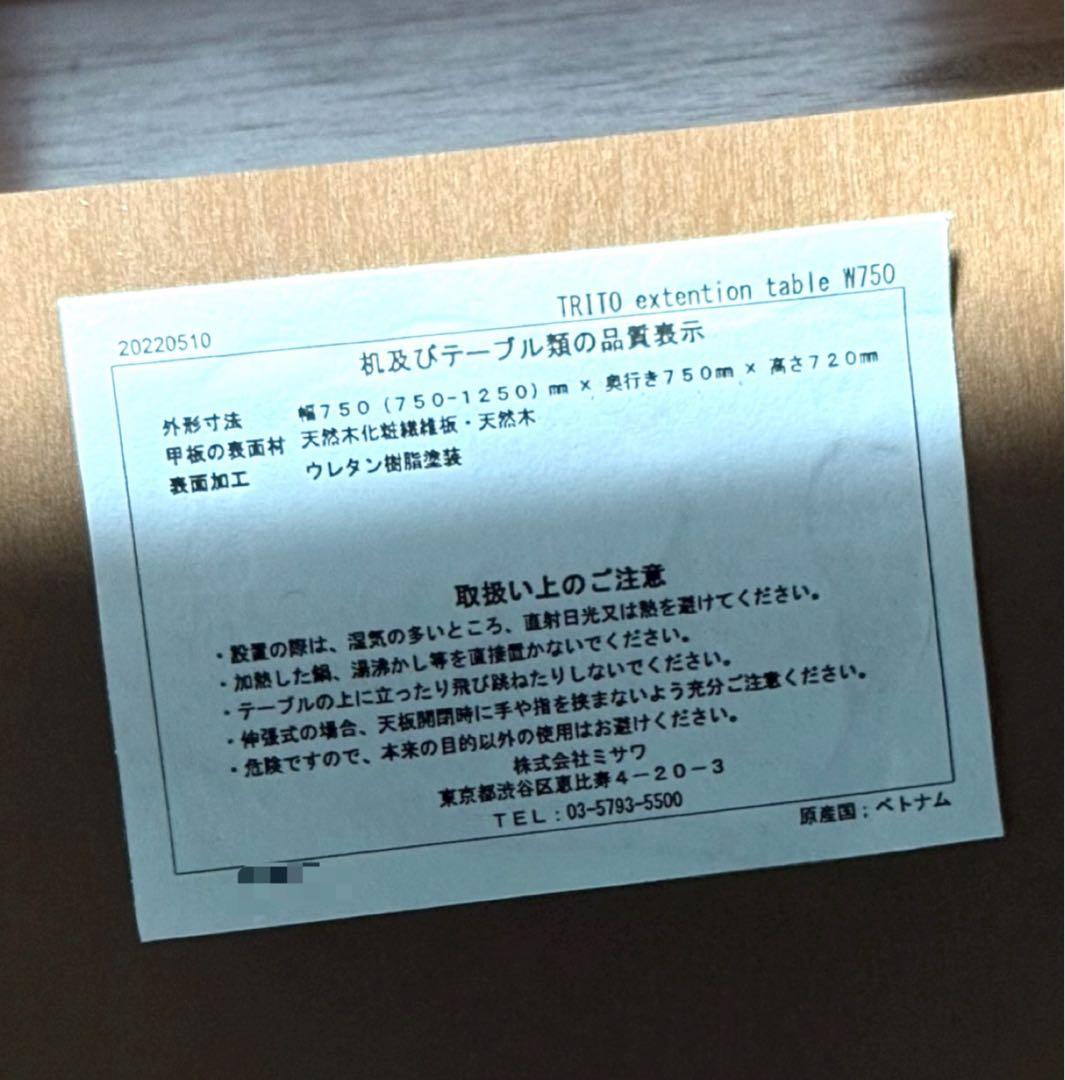 TRITO extention table W750
20220510
机及びテーブル類の品質表示
外形寸法 幅750(750-1250)㎜ × 奥行き750㎜ × 高さ720㎜
甲板の表面材 天然木化粧繊維板・天然木
表面加工 ウレタン樹脂塗装
取扱い上のご注意
・設置の際は、湿気の多いところ、直射日光又は熱を避けてください。
・加熱した鍋、湯沸かし等を直接置かないでください。
・テーブルの上に立ったり飛び跳ねたりしないでください。
・伸張式の場合、天板開閉時に手や指を挟まないよう充分ご注意ください。
・危険ですので、本来の目的以外の使用はお避けください。
株式会社ミサワ
東京都渋谷区恵比寿4-20-3
TEL:03-5793-5500
原産国:ベトナム